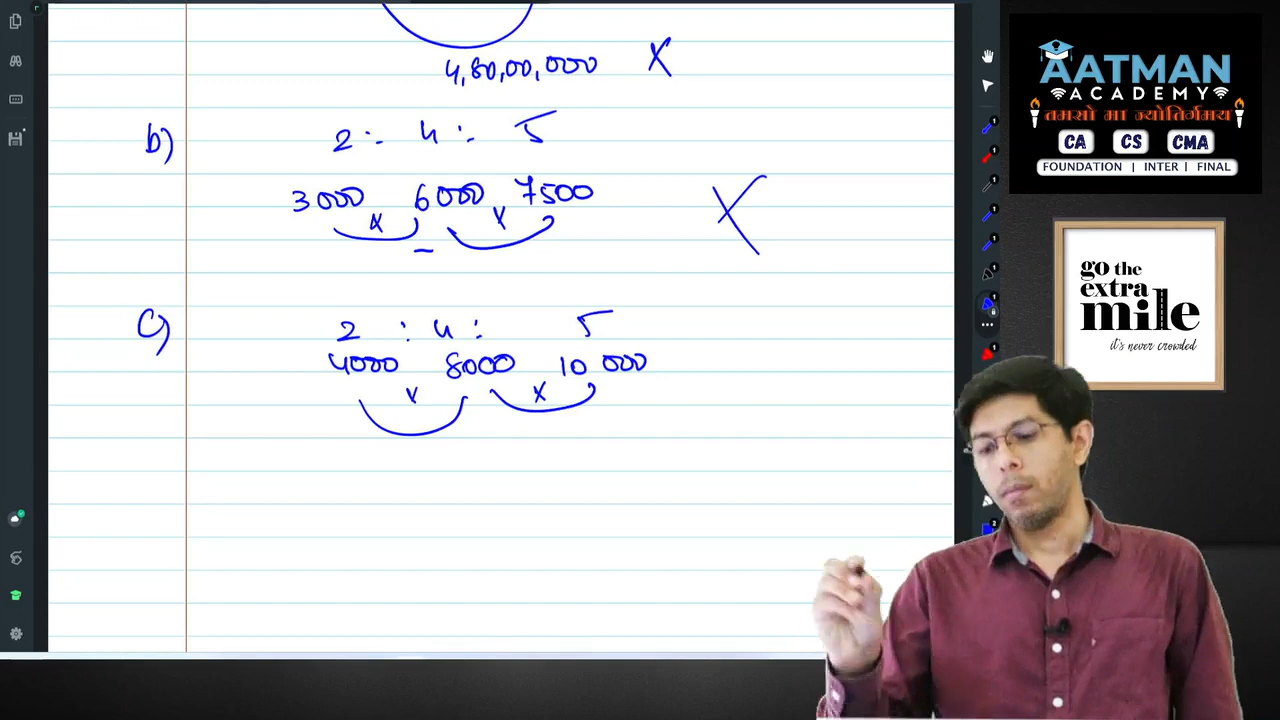 4,80,00,000 X
b) 2 : 4 : 5
3000 6000 7500
x x
X
c) 2 : 4 : 5
4000 8000 10 000
x x
AATMAN
ACADEMY
तमसो मा ज्योतिर्गमय
CA CS CMA
FOUNDATION | INTER | FINAL
go the
extra
mile
it's never crowded